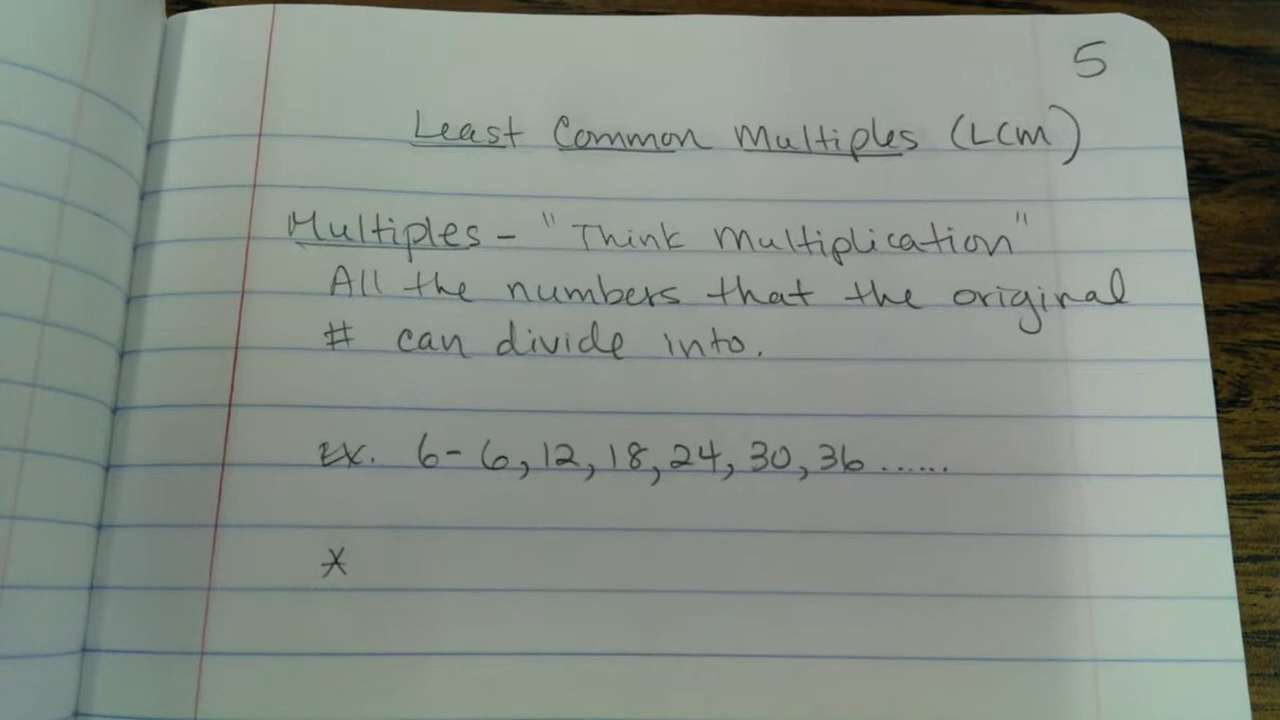 5
Least Common Multiples (LCM)
Multiples - "Think Multiplication"
All the numbers that the original
# can divide into.
Ex. 6 - 6, 12, 18, 24, 30, 36 ......
*